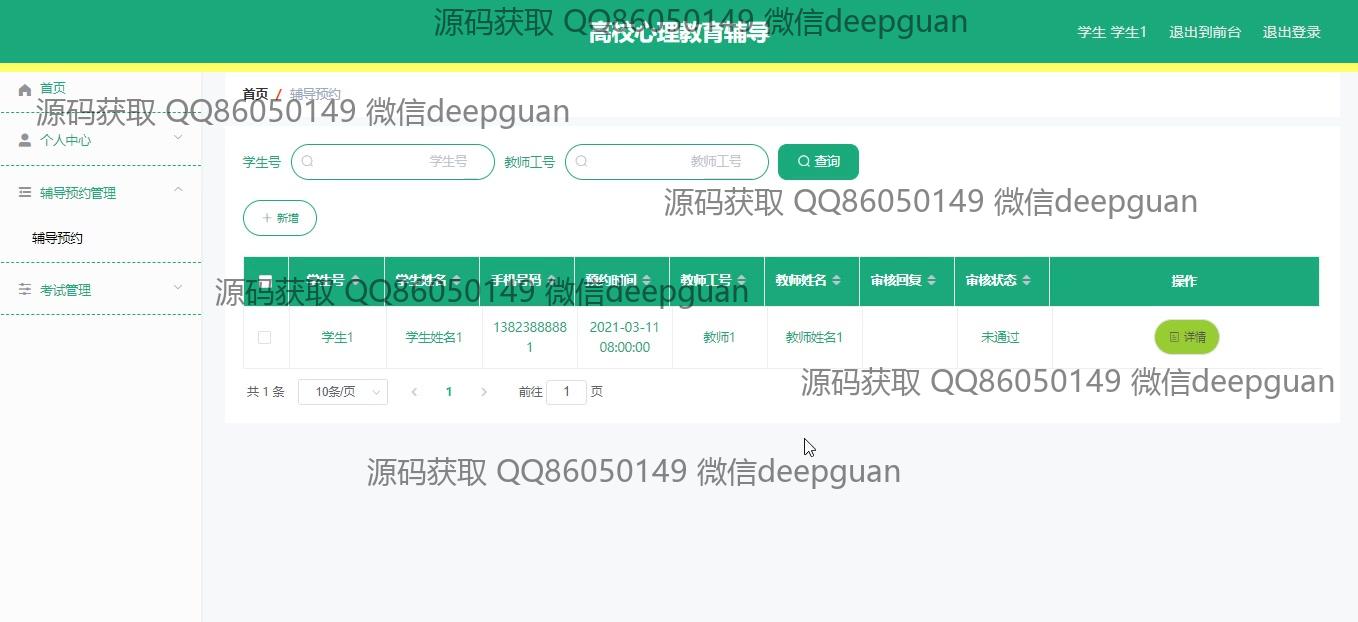 源码获取 QQ86050149 微信deepguan
高校心理教育辅导
学生 学生1 退出到前台 退出登录
首页
首页 / 辅导预约
源码获取 QQ86050149 微信deepguan
个人中心
学生号 学生号 教师工号 教师工号 查询
辅导预约管理
源码获取 QQ86050149 微信deepguan
+ 新增
辅导预约
学生号 学生姓名 手机号码 预约时间 教师工号 教师姓名 审核回复 审核状态 操作
考试管理
源码获取 QQ86050149 微信deepguan
学生1 学生姓名1 13823888881 2021-03-11 08:00:00 教师1 教师姓名1 未通过 详情
源码获取 QQ86050149 微信deepguan
共 1 条 10条/页 < 1 > 前往 1 页
源码获取 QQ86050149 微信deepguan